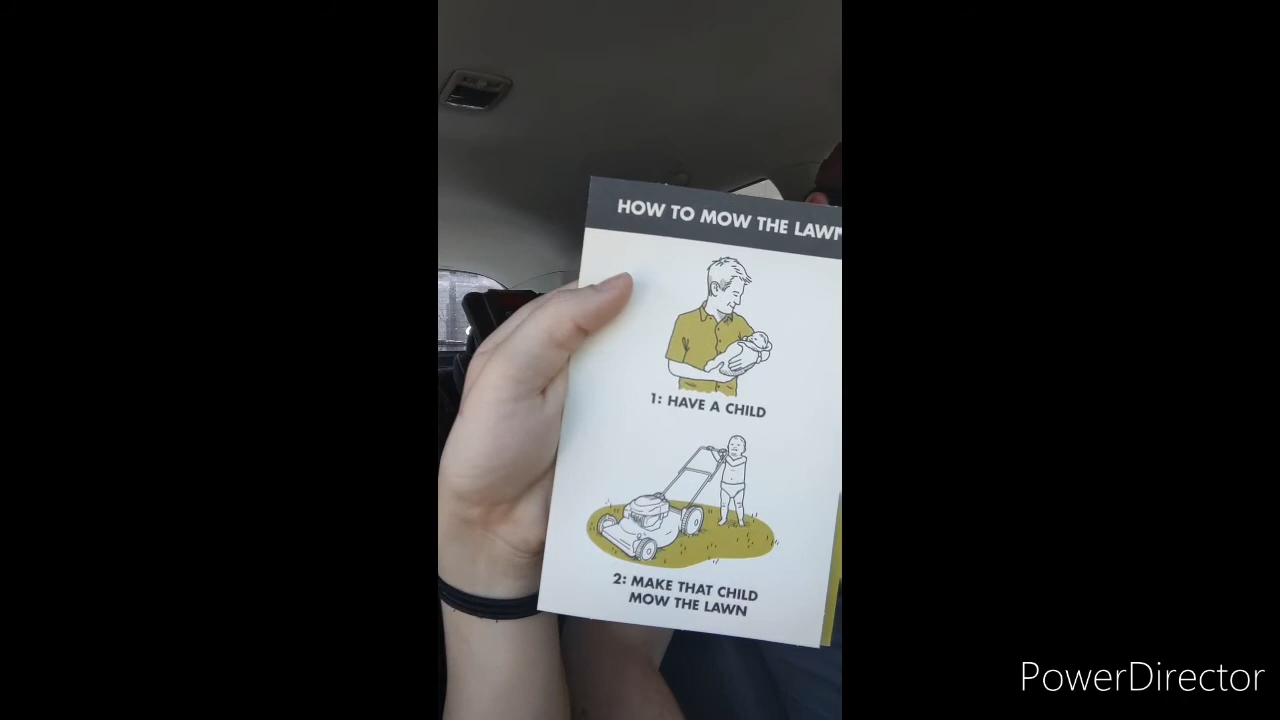 HOW TO MOW THE LAWN
1: HAVE A CHILD
2: MAKE THAT CHILD
MOW THE LAWN
PowerDirector